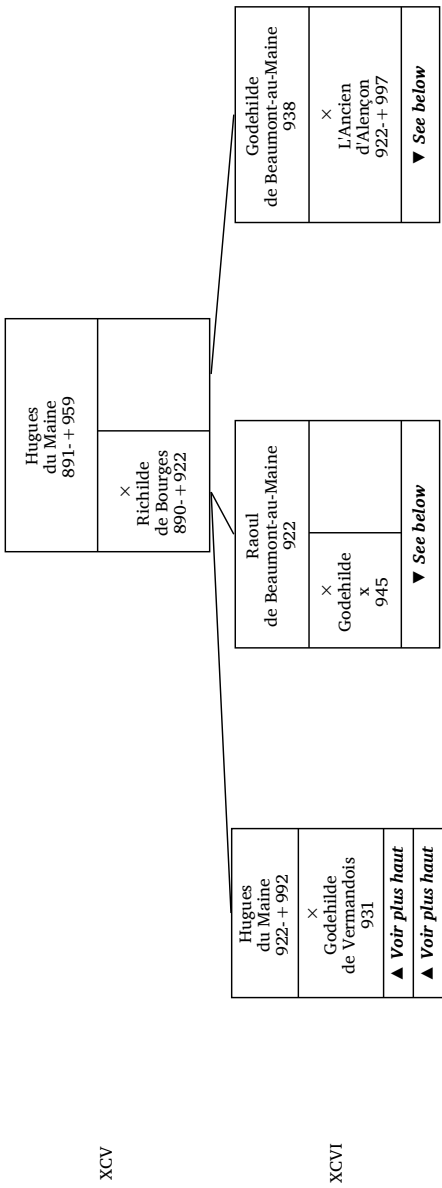 XCV
Hugues
du Maine
891-+959
×
Richilde
de Bourges
890-+922
XCVI
Hugues
du Maine
922-+992
×
Godehilde
de Vermandois
931
▲ Voir plus haut
▲ Voir plus haut
Raoul
de Beaumont-au-Maine
922
×
Godehilde
x
945
▼ See below
Godehilde
de Beaumont-au-Maine
938
×
L'Ancien
d'Alençon
922-+997
▼ See below